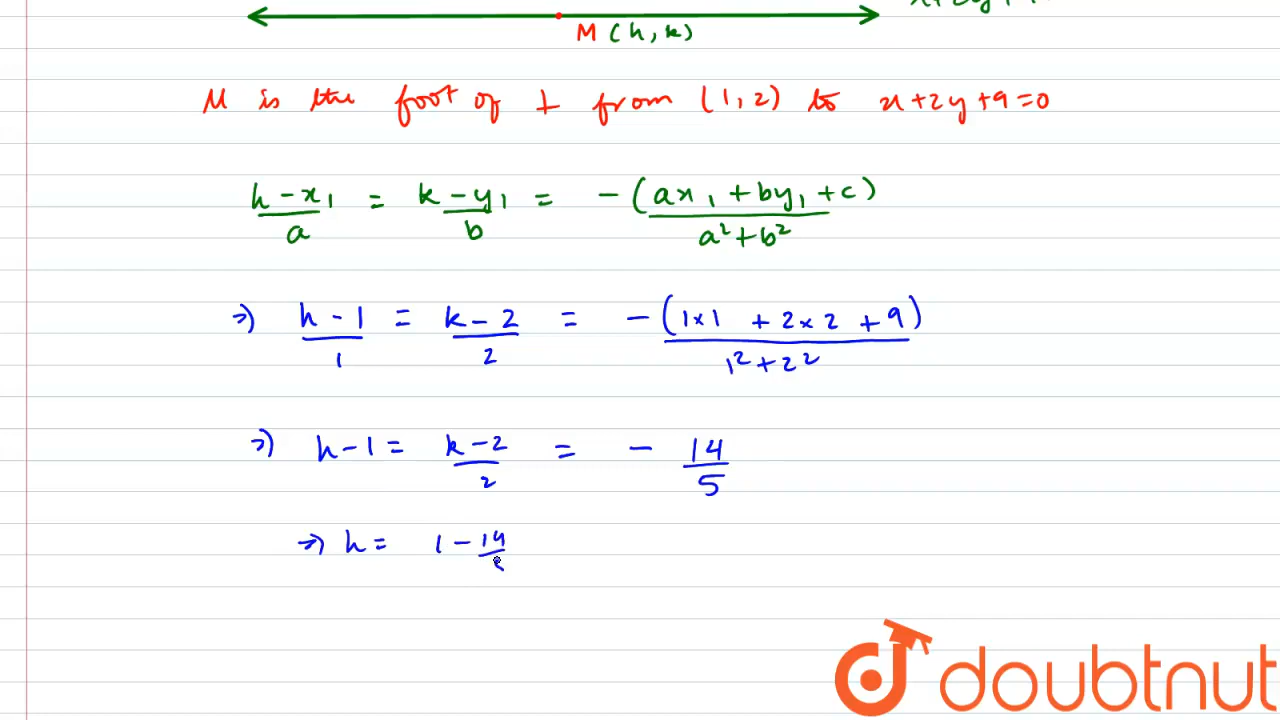 M (h, k)
M is the foot of ⊥ from (1, 2) to x+2y+9=0
h-x₁/a = k-y₁/b = -(ax₁+by₁+c)/a²+b²
⇒) h-1/1 = k-2/2 = -(1×1 + 2×2 +9)/1²+2²
⇒) h-1 = k-2/2 = - 14/5
⇒) h = 1-14
doubtnut